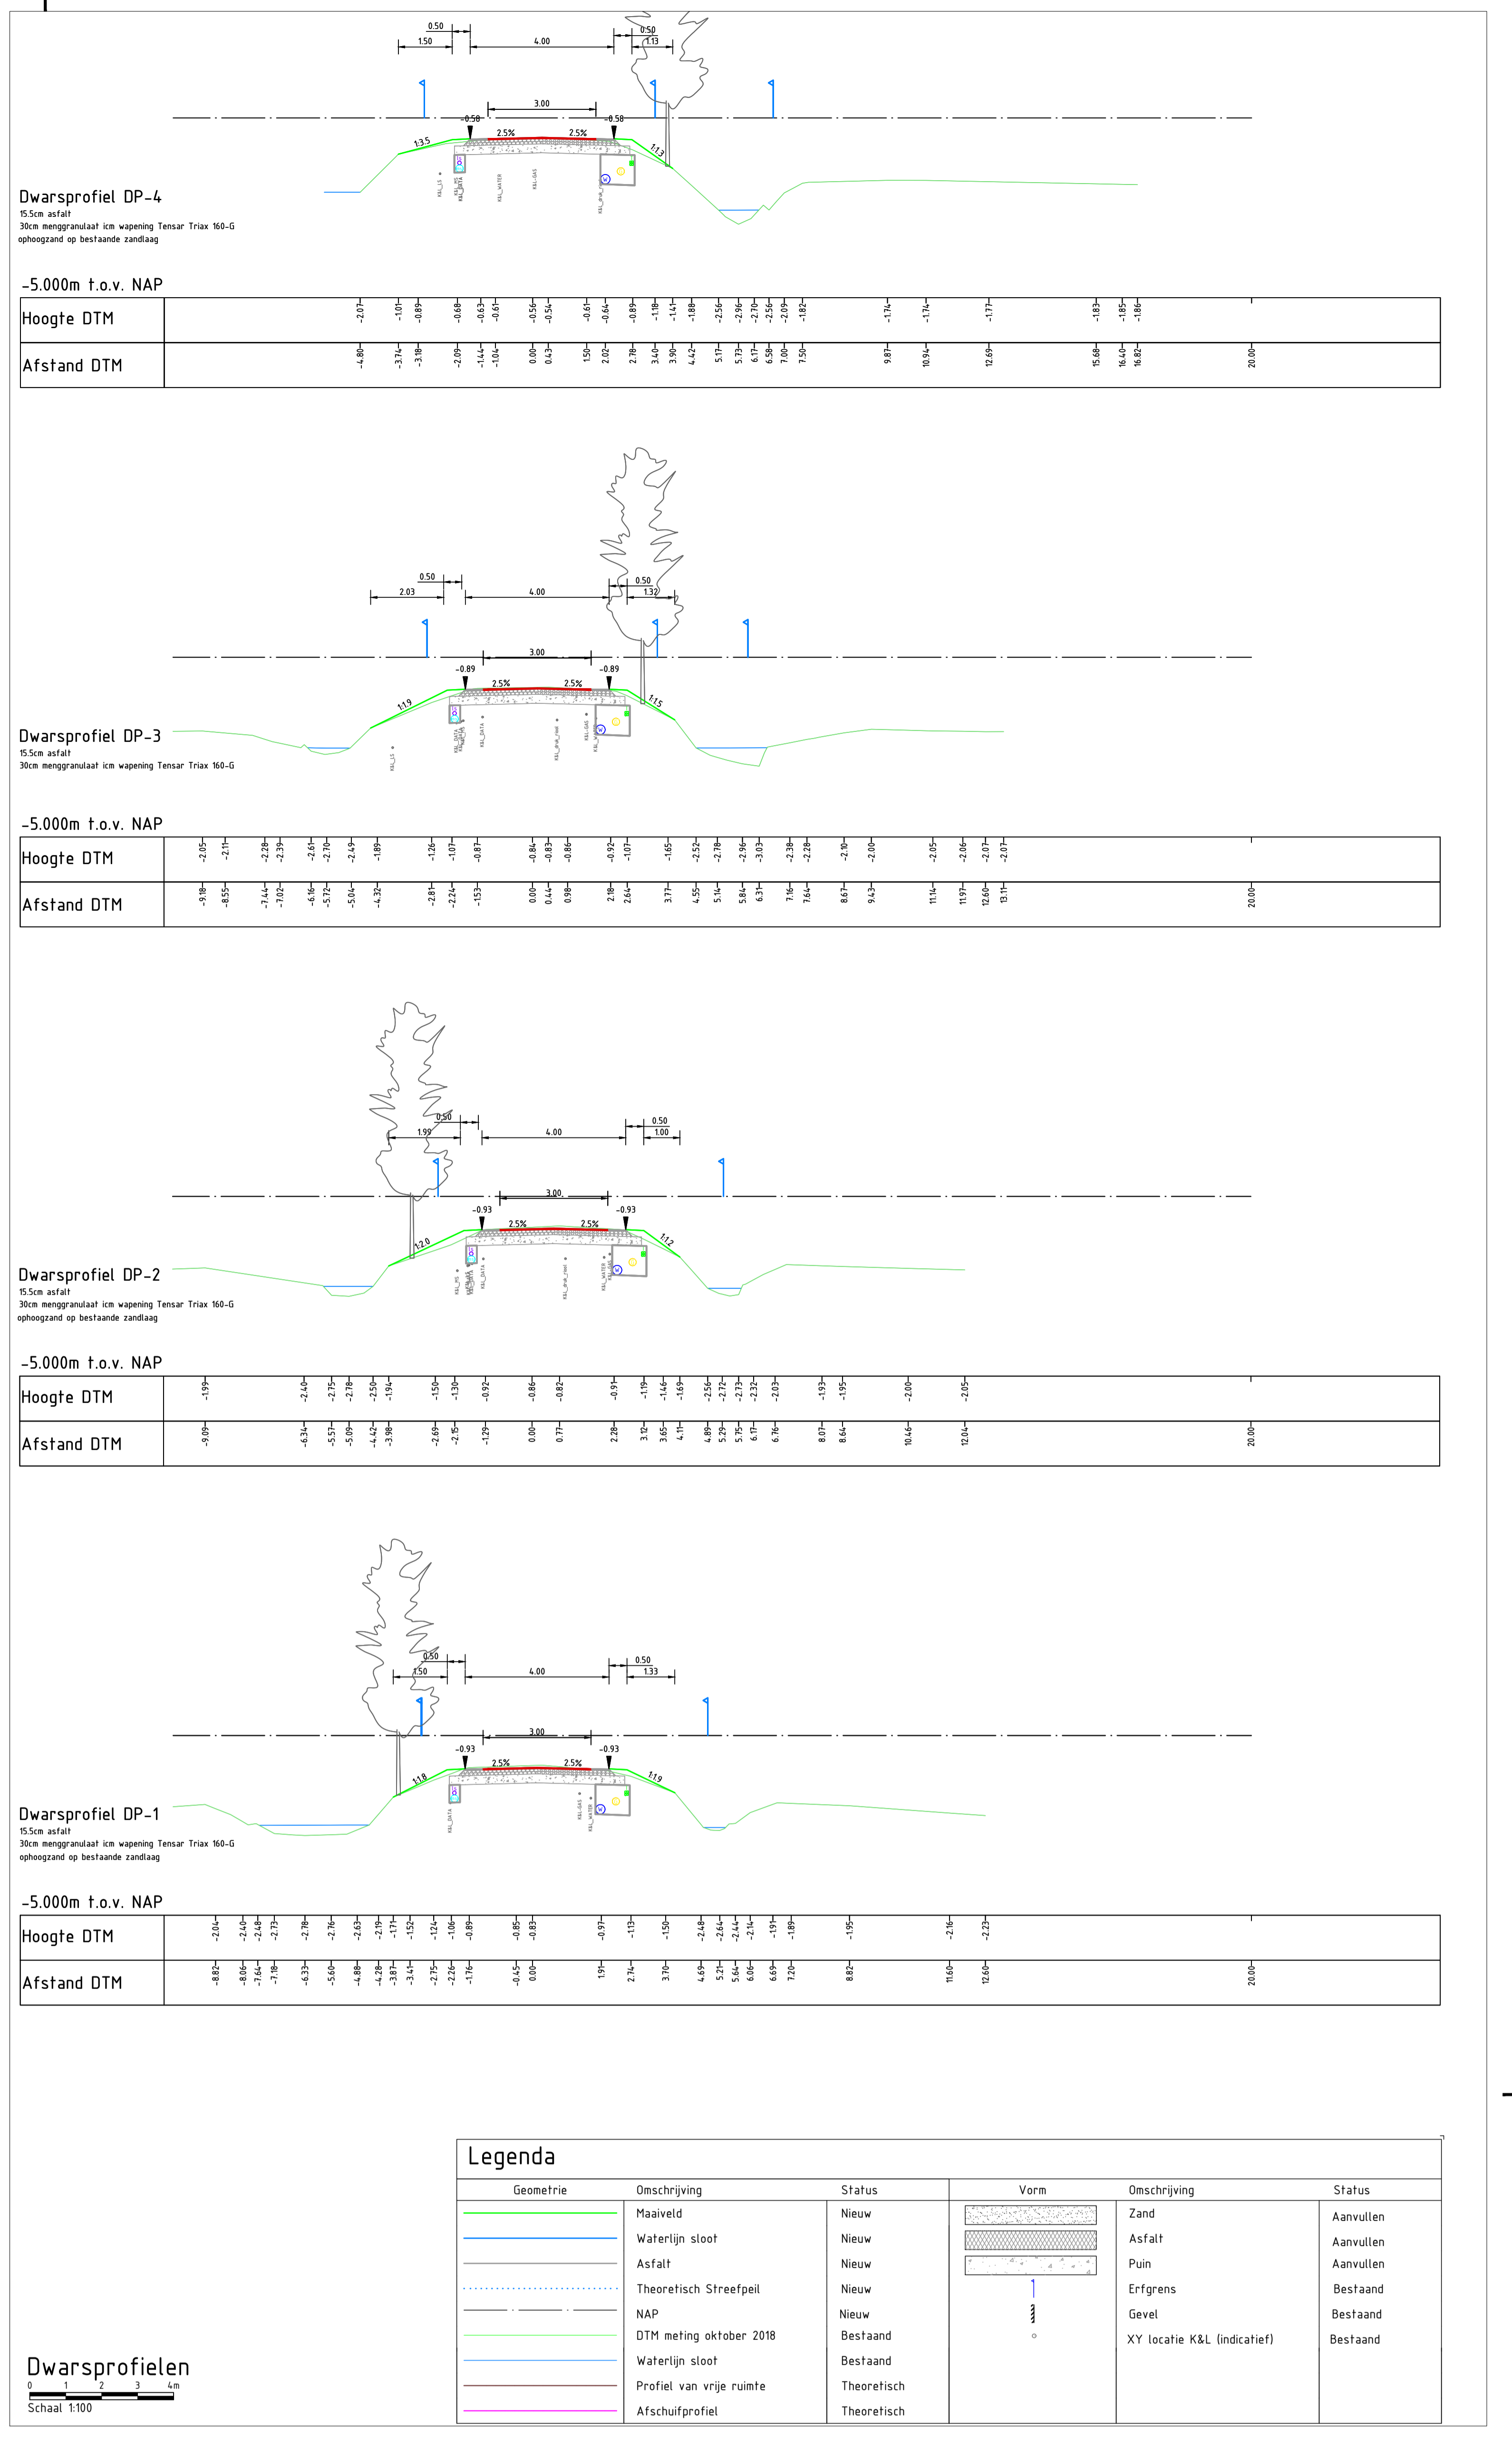 0.50
0.50
1.50
4.00
1.13
3.00
-0.58
-0.58
2.5%
2.5%
1:3.5
1:1.3
K&L_LS
K&L_MS
K&L_DATA
K&L_WATER
K&L-GAS
W
Dwarsprofiel DP-4
15.5cm asfalt
30cm menggranulaat icm wapening Tensar Triax 160-G
ophoogzand op bestaande zandlaag
-5.000m t.o.v. NAP
Hoogte DTM
-2.07 -1.01 -0.89 -0.68 -0.63 -0.61 -0.56 -0.54 -0.61 -0.64 -0.89 -1.18 -1.41 -1.88 -2.56 -2.96 -2.70 -2.56 -2.09 -1.82 -1.74 -1.74 -1.77 -1.83 -1.85 -1.86
Afstand DTM
-4.80 -3.74 -3.18 -2.09 -1.44 -1.04 0.00 0.43 1.50 2.02 2.78 3.40 3.90 4.42 5.17 5.73 6.17 6.58 7.00 7.50 9.87 10.94 12.69 15.68 16.40 16.82 20.00
0.50
0.50
2.03
4.00
1.32
3.00
-0.89
-0.89
2.5%
2.5%
1:1.9
1:1.5
K&L_LS
K&L_DATA
K&L_DATA
K&L_druk_riool
K&L-GAS
K&L_WATER
W
Dwarsprofiel DP-3
15.5cm asfalt
30cm menggranulaat icm wapening Tensar Triax 160-G
-5.000m t.o.v. NAP
Hoogte DTM
-2.05 -2.11 -2.28 -2.39 -2.61 -2.70 -2.49 -1.89 -1.26 -1.07 -0.87 -0.84 -0.83 -0.86 -0.92 -1.07 -1.65 -2.52 -2.78 -2.96 -3.03 -2.38 -2.28 -2.10 -2.00 -2.05 -2.06 -2.07 -2.07
Afstand DTM
-9.18 -8.55 -7.44 -7.02 -6.16 -5.72 -5.04 -4.32 -2.81 -2.24 -1.53 0.00 0.44 0.98 2.18 2.64 3.77 4.55 5.14 5.84 6.31 7.16 7.64 8.67 9.43 11.14 11.97 12.60 13.11 20.00
0.50
0.50
1.99
4.00
1.00
3.00
-0.93
-0.93
2.5%
2.5%
1:2.0
1:1.2
K&L_MS
K&L_DATA
K&L_DATA
K&L_druk_riool
K&L_WATER
K&L-GAS
W
Dwarsprofiel DP-2
15.5cm asfalt
30cm menggranulaat icm wapening Tensar Triax 160-G
ophoogzand op bestaande zandlaag
-5.000m t.o.v. NAP
Hoogte DTM
-1.99 -2.40 -2.75 -2.78 -2.50 -1.94 -1.50 -1.30 -0.92 -0.86 -0.82 -0.91 -1.19 -1.46 -1.69 -2.56 -2.72 -2.73 -2.32 -2.03 -1.93 -1.95 -2.00 -2.05
Afstand DTM
-9.09 -6.34 -5.57 -5.09 -4.42 -3.98 -2.69 -2.15 -1.29 0.00 0.77 2.28 3.12 3.65 4.11 4.89 5.29 5.75 6.17 6.76 8.07 8.64 10.46 12.04 20.00
0.50
0.50
1.50
4.00
1.33
3.00
-0.93
-0.93
2.5%
2.5%
1:1.8
1:1.9
K&L_DATA
K&L-GAS
K&L_WATER
W
Dwarsprofiel DP-1
15.5cm asfalt
30cm menggranulaat icm wapening Tensar Triax 160-G
ophoogzand op bestaande zandlaag
-5.000m t.o.v. NAP
Hoogte DTM
-2.04 -2.40 -2.48 -2.73 -2.78 -2.76 -2.63 -2.19 -1.71 -1.52 -1.24 -1.06 -0.89 -0.85 -0.83 -0.97 -1.13 -1.50 -2.48 -2.64 -2.44 -2.14 -1.91 -1.89 -1.95 -2.16 -2.23
Afstand DTM
-8.82 -8.06 -7.64 -7.18 -6.33 -5.60 -4.88 -4.28 -3.87 -3.41 -2.75 -2.26 -1.76 -0.45 0.00 1.91 2.74 3.70 4.69 5.21 5.64 6.06 6.69 7.20 8.82 11.60 12.60 20.00
Legenda
Geometrie Omschrijving Status Vorm Omschrijving Status
Maaiveld Nieuw Zand Aanvullen
Waterlijn sloot Nieuw Asfalt Aanvullen
Asfalt Nieuw Puin Aanvullen
Theoretisch Streefpeil Nieuw Erfgrens Bestaand
NAP Nieuw Gevel Bestaand
DTM meting oktober 2018 Bestaand XY locatie K&L (indicatief) Bestaand
Waterlijn sloot Bestaand
Profiel van vrije ruimte Theoretisch
Afschuifprofiel Theoretisch
Dwarsprofielen
0 1 2 3 4m
Schaal 1:100